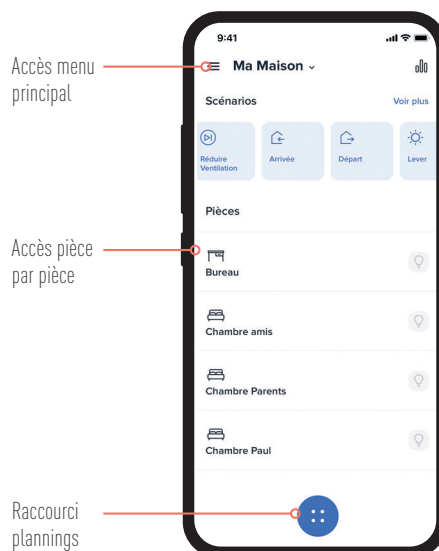 9:41
Accès menu
principal
Ma Maison
Scénarios
Voir plus
Réduire
Ventilation
Arrivée
Départ
Lever
Pièces
Accès pièce
par pièce
Bureau
Chambre amis
Chambre Parents
Chambre Paul
Raccourci
plannings